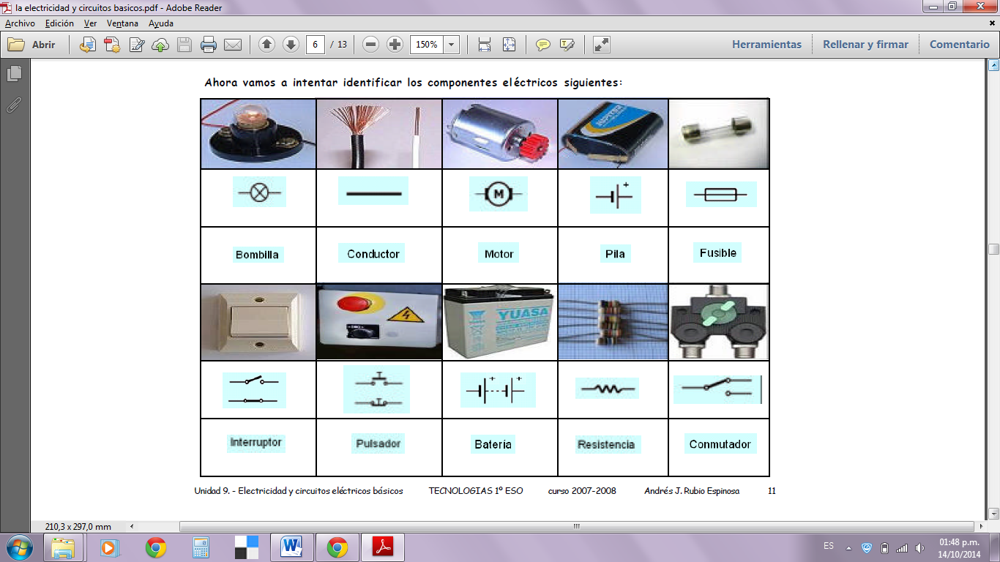 la electricidad y circuitos basicos.pdf - Adobe Reader
Archivo Edición Ver Ventana Ayuda
Abrir 6 / 13 150% Herramientas Rellenar y firmar Comentario
Ahora vamos a intentar identificar los componentes eléctricos siguientes:
JUPITER
M + 
Bombilla Conductor Motor Pila Fusible
YUASA
+ +
Interruptor Pulsador Batería Resistencia Conmutador
Unidad 9. - Electricidad y circuitos eléctricos básicos TECNOLOGIAS 1º ESO curso 2007-2008 Andrés J. Rubio Espinosa 11
210,3 x 297,0 mm
ES 01:48 p.m.
14/10/2014